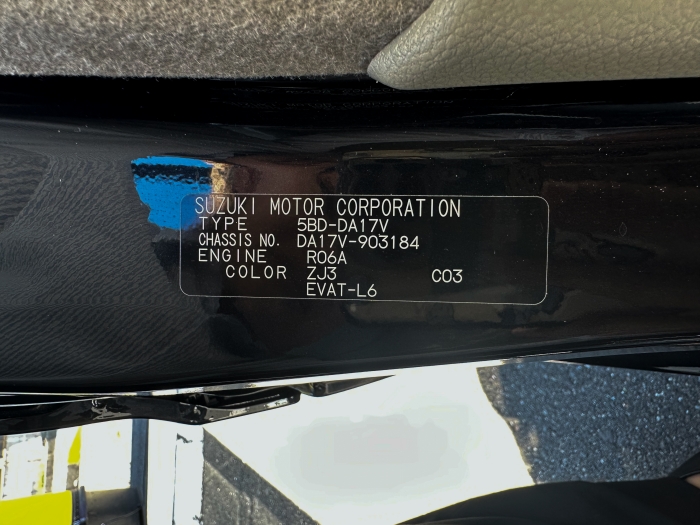 SUZUKI MOTOR CORPORATION
TYPE 5BD-DA17V
CHASSIS NO. DA17V-903184
ENGINE R06A
COLOR ZJ3 C03
EVAT-L6